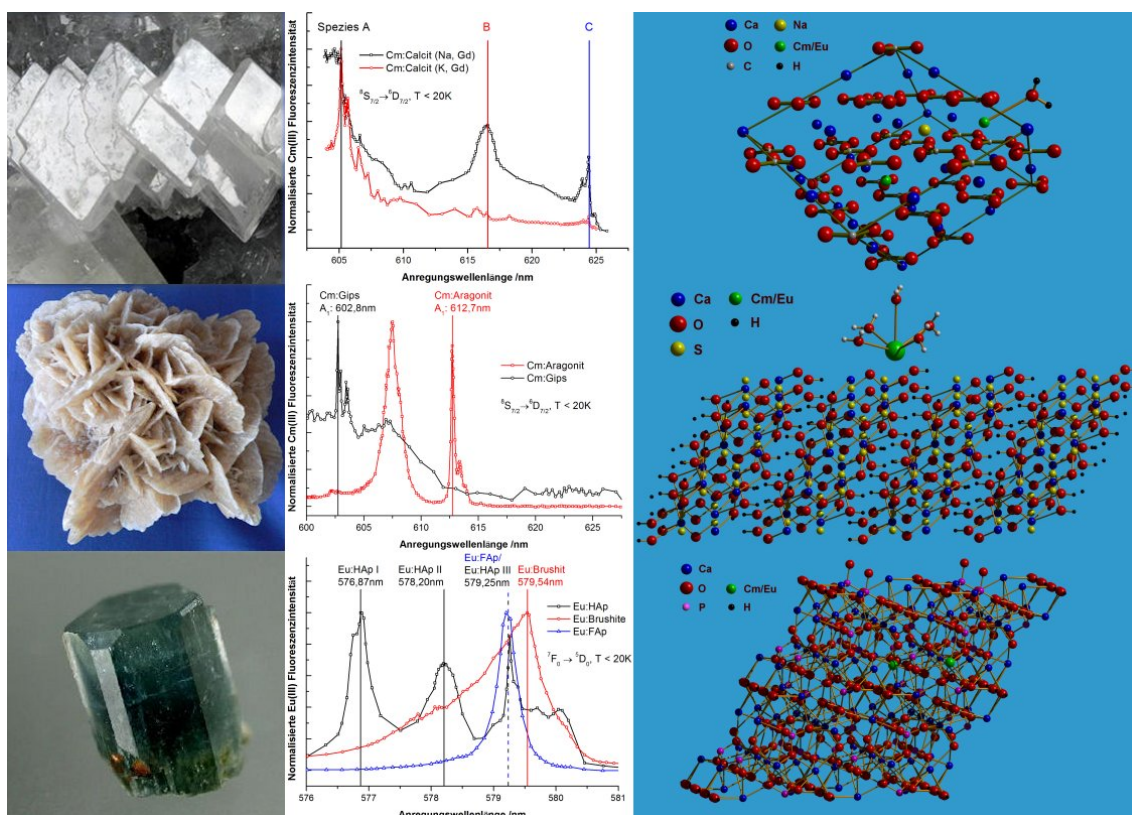 Spezies A
B
C
Cm:Calcit (Na, Gd)
Cm:Calcit (K, Gd)
⁸S₇/₂→⁶D₇/₂, T < 20K
Normalisierte Cm(III) Fluoreszenzintensität
605 610 615 620 625
Anregungswellenlänge /nm
Ca Na
O Cm/Eu
C H
Cm:Gips
A₁: 602,8nm
Cm:Aragonit
A₁: 612,7nm
Cm:Aragonit
Cm:Gips
⁸S₇/₂→⁶D₇/₂, T < 20K
Normalisierte Cm(III) Fluoreszenzintensität
600 605 610 615 620 625
Anregungswellenlänge /nm
Ca Cm/Eu
O H
S
Eu:HAp I
576,87nm
Eu:HAp II
578,20nm
Eu:FAp/
Eu:HAp III
579,25nm
Eu:Brushit
579,54nm
Eu:HAp
Eu:Brushite
Eu:FAp
⁷F₀ → ⁵D₀, T < 20K
Normalisierte Eu(III) Fluoreszenzintensität
576 577 578 579 580 581
Anregungswellenlänge /nm
Ca
O Cm/Eu
P H